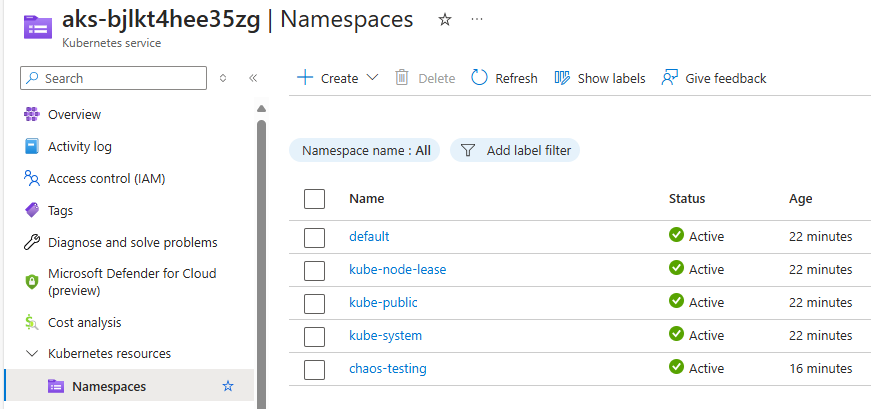 aks-bjlkt4hee35zg | Namespaces
Kubernetes service
Search
Overview
Activity log
Access control (IAM)
Tags
Diagnose and solve problems
Microsoft Defender for Cloud
(preview)
Cost analysis
Kubernetes resources
Namespaces
Create Delete Refresh Show labels Give feedback
Namespace name : All Add label filter
Name Status Age
default Active 22 minutes
kube-node-lease Active 22 minutes
kube-public Active 22 minutes
kube-system Active 22 minutes
chaos-testing Active 16 minutes